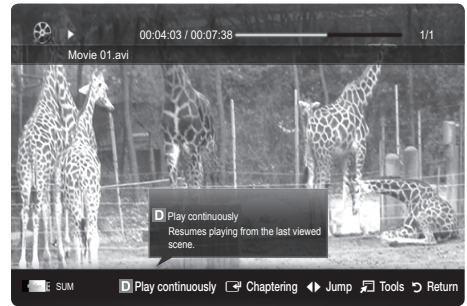 00:04:03 / 00:07:38 1/1
Movie 01.avi
D Play continuously
Resumes playing from the last viewed
scene.
SUM D Play continuously Chaptering Jump Tools Return